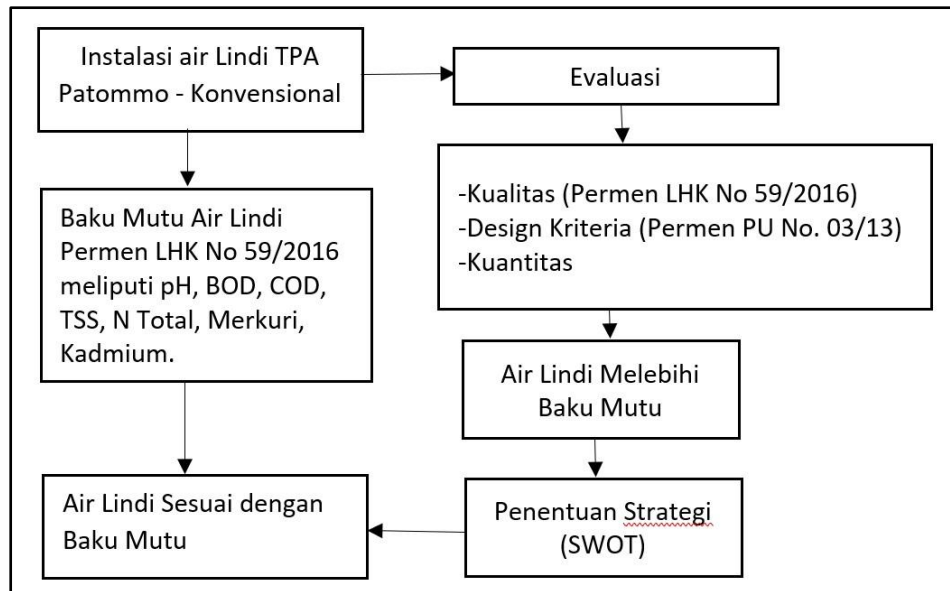 Instalasi air Lindi TPA
Patommo - Konvensional
Evaluasi
Baku Mutu Air Lindi
Permen LHK No 59/2016
meliputi pH, BOD, COD,
TSS, N Total, Merkuri,
Kadmium.
-Kualitas (Permen LHK No 59/2016)
-Design Kriteria (Permen PU No. 03/13)
-Kuantitas
Air Lindi Melebihi
Baku Mutu
Air Lindi Sesuai dengan
Baku Mutu
Penentuan Strategi
(SWOT)